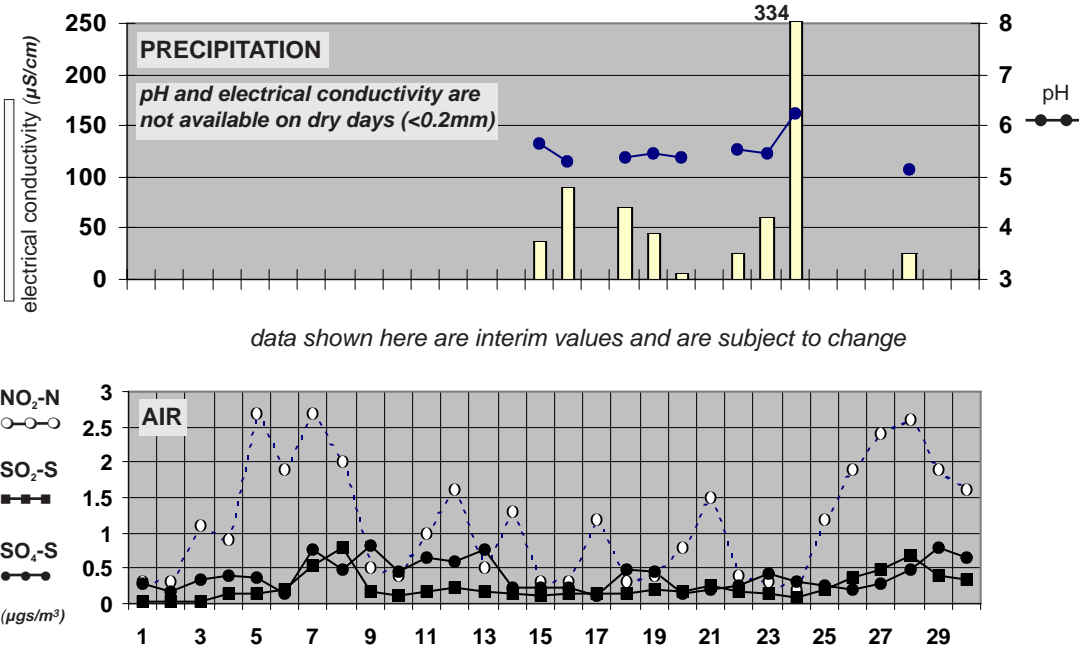 334
250
200
150
100
50
0
electrical conductivity (µS/cm)
PRECIPITATION
pH and electrical conductivity are
not available on dry days (<0.2mm)
8
7
6
5
4
3
pH
data shown here are interim values and are subject to change
NO₂-N
SO₂-S
SO₄-S
(µgs/m³)
3
2.5
2
1.5
1
0.5
0
AIR
1 3 5 7 9 11 13 15 17 19 21 23 25 27 29